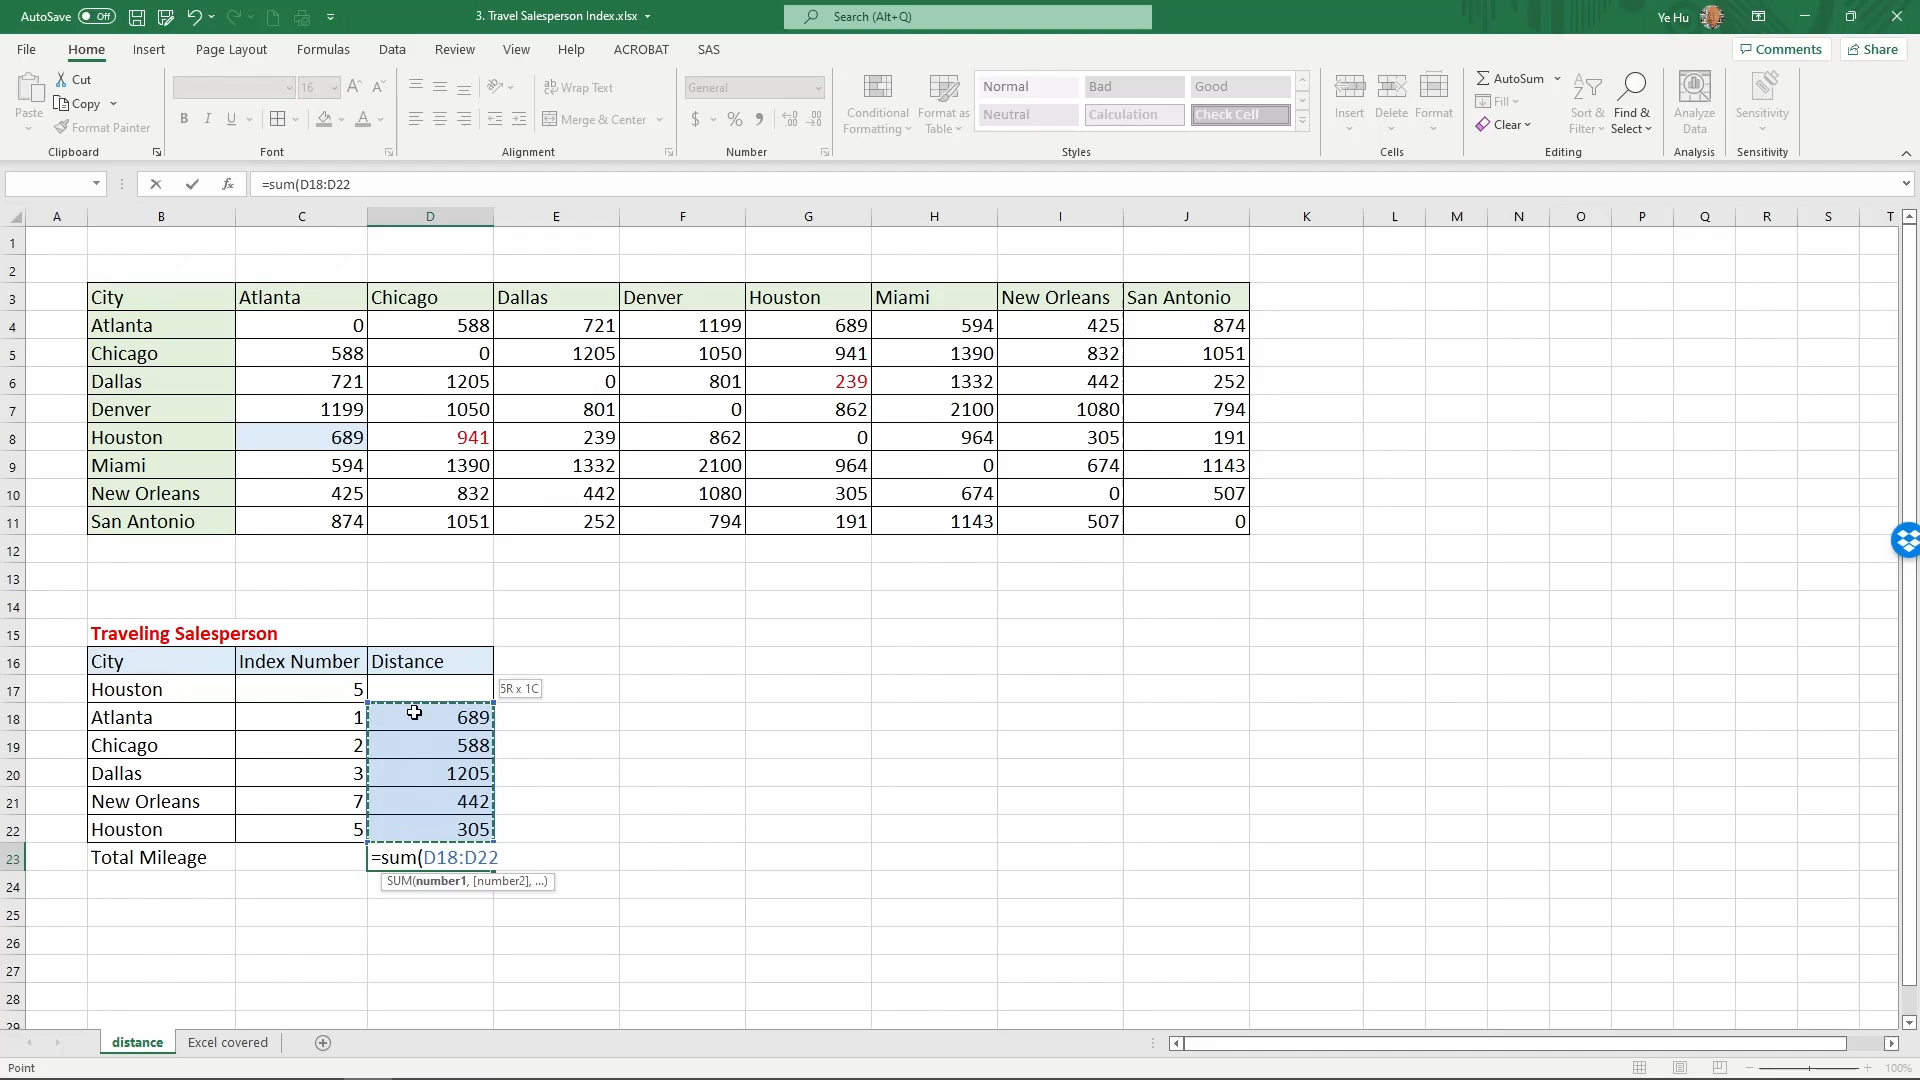 AutoSave Off 3. Travel Salesperson Index.xlsx Search (Alt+Q) Ye Hu
File Home Insert Page Layout Formulas Data Review View Help ACROBAT SAS Comments Share
Paste Cut Copy Format Painter
Clipboard
16
B I U A
Font
Wrap Text
Merge & Center
Alignment
General
$ %
Number
Conditional Formatting
Format as Table
Normal Bad Good
Neutral Calculation Check Cell
Styles
Insert Delete Format
Cells
AutoSum
Fill
Clear
Sort & Filter
Find & Select
Editing
Analyze Data
Analysis
Sensitivity
Sensitivity
fx =sum(D18:D22
A B C D E F G H I J K L M N O P Q R S T
1
2
3 City Atlanta Chicago Dallas Denver Houston Miami New Orleans San Antonio
4 Atlanta 0 588 721 1199 689 594 425 874
5 Chicago 588 0 1205 1050 941 1390 832 1051
6 Dallas 721 1205 0 801 239 1332 442 252
7 Denver 1199 1050 801 0 862 2100 1080 794
8 Houston 689 941 239 862 0 964 305 191
9 Miami 594 1390 1332 2100 964 0 674 1143
10 New Orleans 425 832 442 1080 305 674 0 507
11 San Antonio 874 1051 252 794 191 1143 507 0
12
13
14
15 Traveling Salesperson
16 City Index Number Distance
17 Houston 5 5R x 1C
18 Atlanta 1 689
19 Chicago 2 588
20 Dallas 3 1205
21 New Orleans 7 442
22 Houston 5 305
23 Total Mileage =sum(D18:D22
SUM(number1, [number2], ...)
24
25
26
27
28
29
distance Excel covered
Point 100%